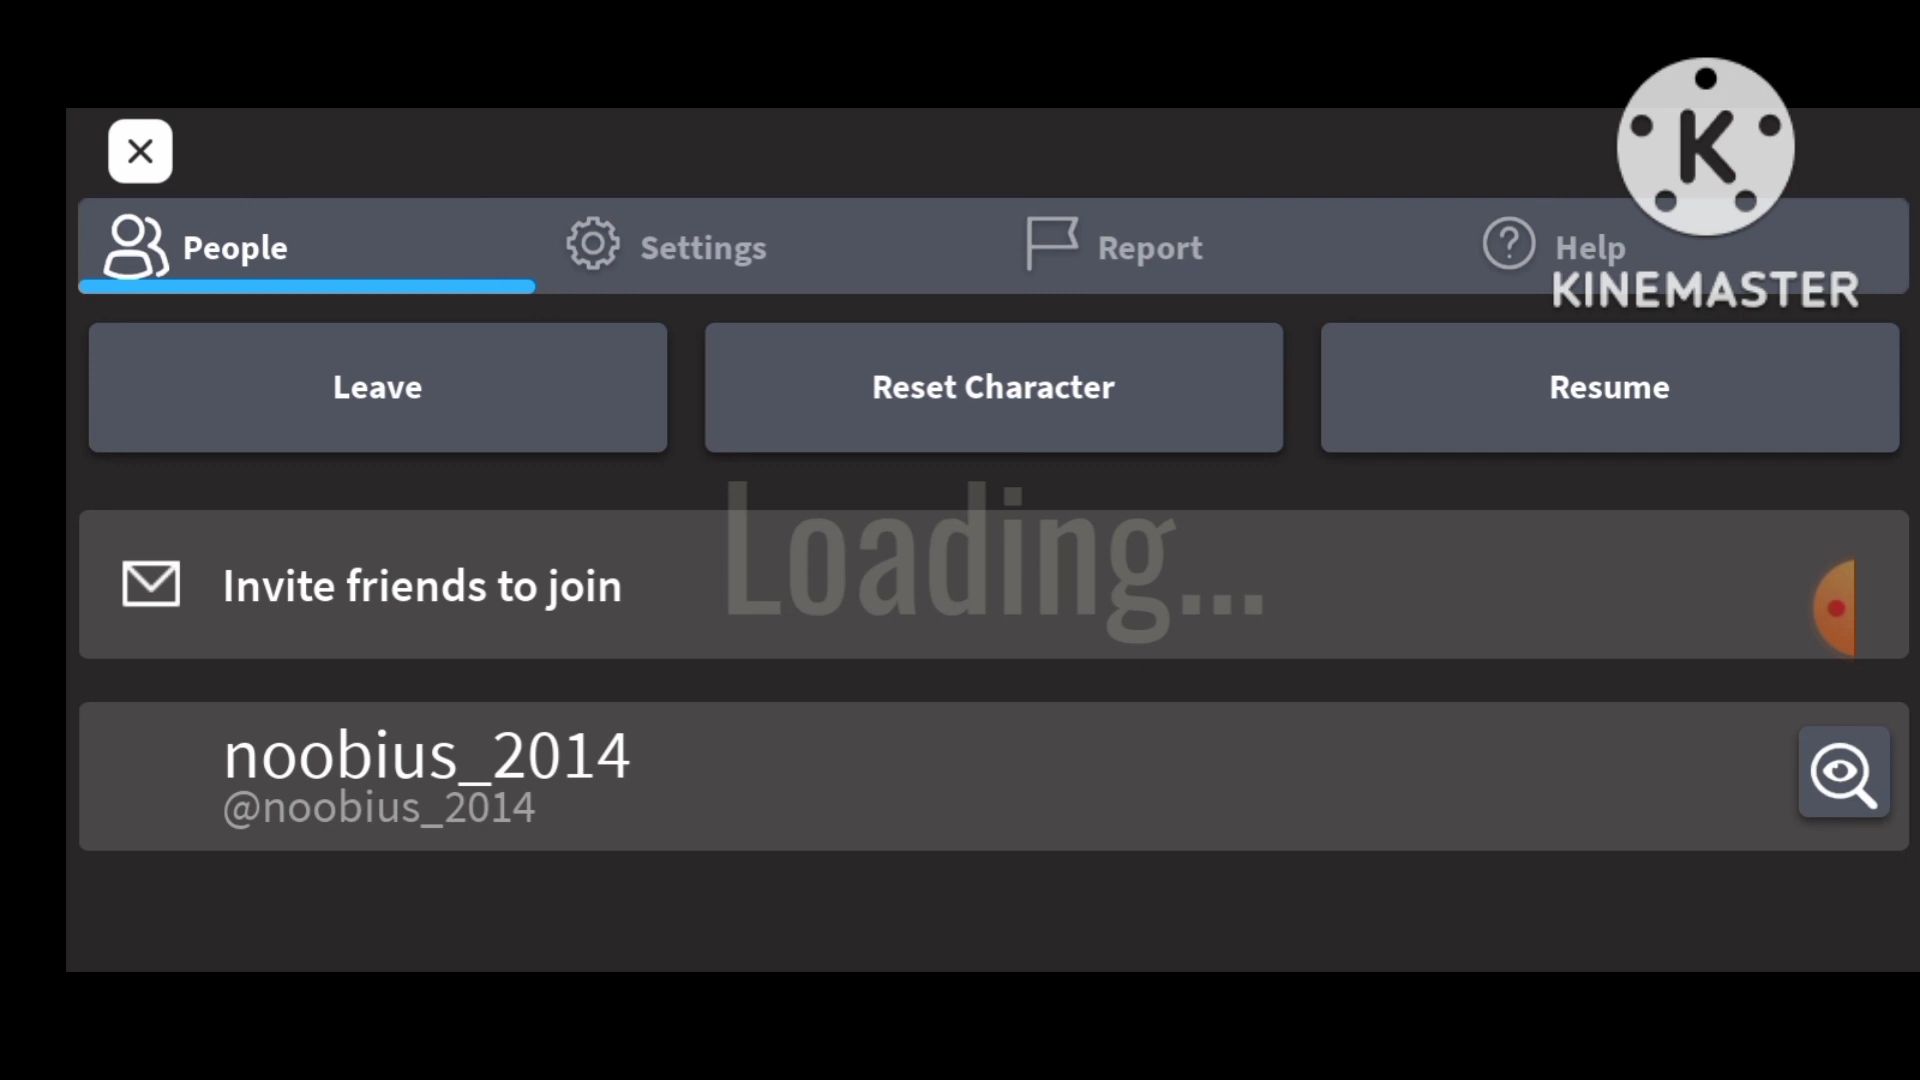 People
Settings
Report
Help
K
KINEMASTER
Leave
Reset Character
Resume
Loading...
Invite friends to join
noobius_2014
@noobius_2014